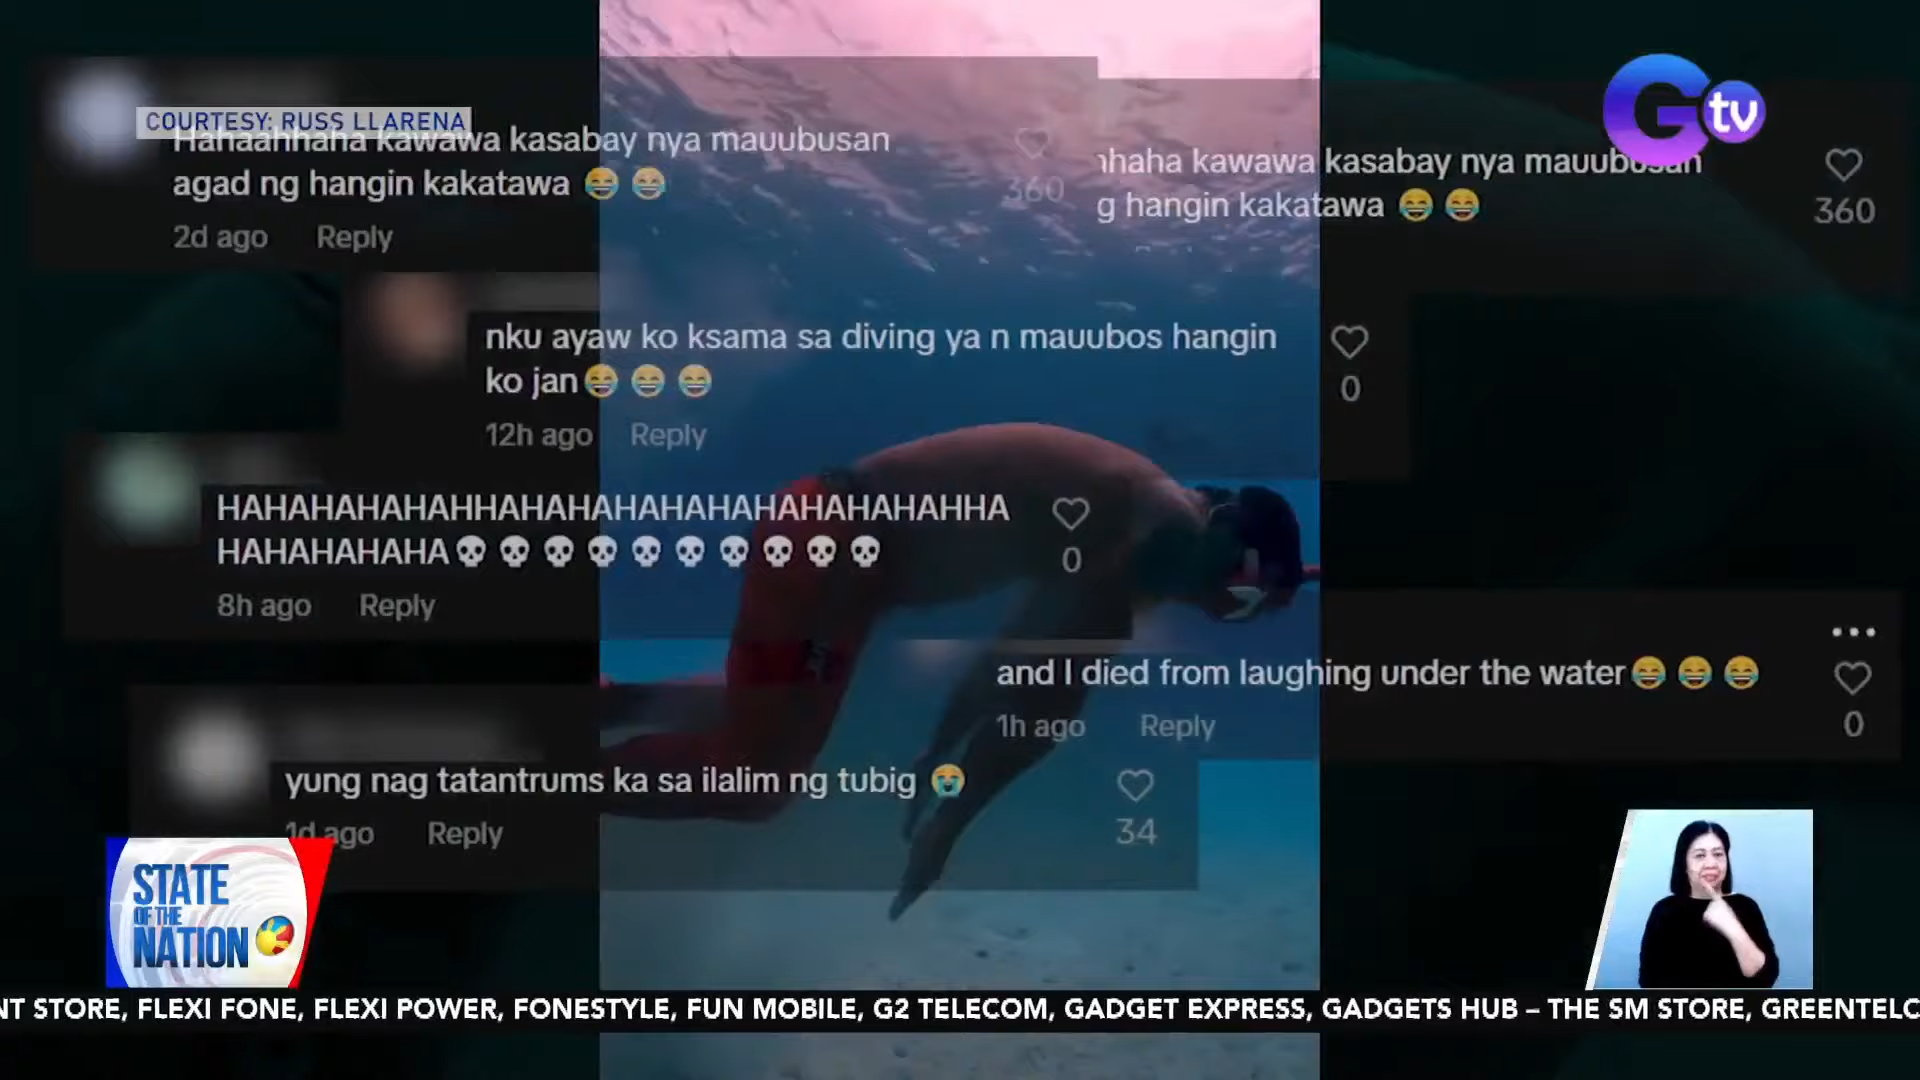 COURTESY: RUSS LLARENA
Hahaahhaha kawawa kasabay nya mauubusan
agad ng hangin kakatawa 😂 😂
2d ago Reply
360
hhaha kawawa kasabay nya mauubusan
g hangin kakatawa 😂 😂
360
G tv
nku ayaw ko ksama sa diving ya n mauubos hangin
ko jan😂 😂 😂
12h ago Reply
0
HAHAHAHAHAHHAHAHAHAHAHAHAHAHAHAHHA
HAHAHAHAHA💀 💀 💀 💀 💀 💀 💀 💀 💀 💀
8h ago Reply
0
and I died from laughing under the water😂 😂 😂
1h ago Reply
0
yung nag tatantrums ka sa ilalim ng tubig 😭
1d ago Reply
34
STATE
OF THE
NATION
NT STORE, FLEXI FONE, FLEXI POWER, FONESTYLE, FUN MOBILE, G2 TELECOM, GADGET EXPRESS, GADGETS HUB – THE SM STORE, GREENTELC